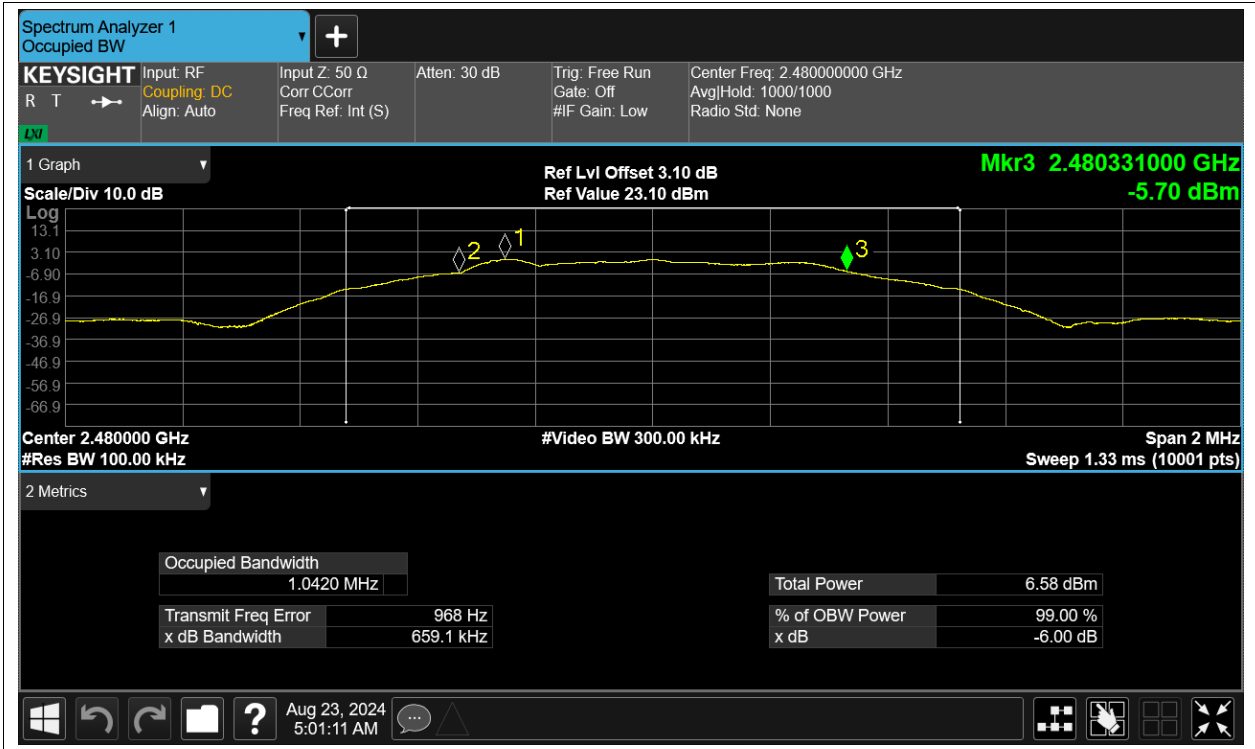 Spectrum Analyzer 1
Occupied BW
KEYSIGHT
R T
LXI
Input: RF
Coupling: DC
Align: Auto
Input Z: 50 Ω
Corr CCorr
Freq Ref: Int (S)
Atten: 30 dB
Trig: Free Run
Gate: Off
#IF Gain: Low
Center Freq: 2.480000000 GHz
Avg|Hold: 1000/1000
Radio Std: None
1 Graph
Scale/Div 10.0 dB
Ref Lvl Offset 3.10 dB
Ref Value 23.10 dBm
Mkr3 2.480331000 GHz
-5.70 dBm
Log
13.1
3.10
-6.90
-16.9
-26.9
-36.9
-46.9
-56.9
-66.9
2
1
3
Center 2.480000 GHz
#Res BW 100.00 kHz
#Video BW 300.00 kHz
Span 2 MHz
Sweep 1.33 ms (10001 pts)
2 Metrics
Occupied Bandwidth
1.0420 MHz
Transmit Freq Error 968 Hz
x dB Bandwidth 659.1 kHz
Total Power 6.58 dBm
% of OBW Power 99.00 %
x dB -6.00 dB
?
Aug 23, 2024
5:01:11 AM